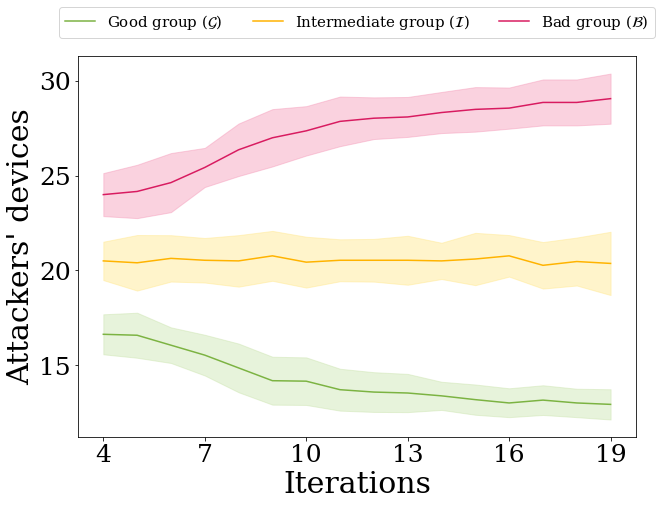 Good group (𝒢) Intermediate group (ℐ) Bad group (ℬ)
Attackers' devices
30
25
20
15
4 7 10 13 16 19
Iterations